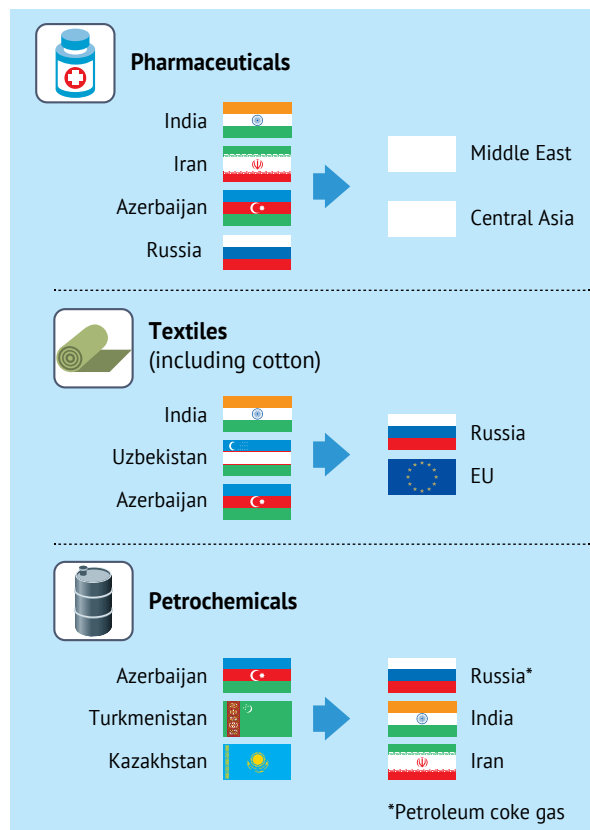 Pharmaceuticals
India
Iran
Azerbaijan
Russia
Middle East
Central Asia
Textiles
(including cotton)
India
Uzbekistan
Azerbaijan
Russia
EU
Petrochemicals
Azerbaijan
Turkmenistan
Kazakhstan
Russia*
India
Iran
*Petroleum coke gas